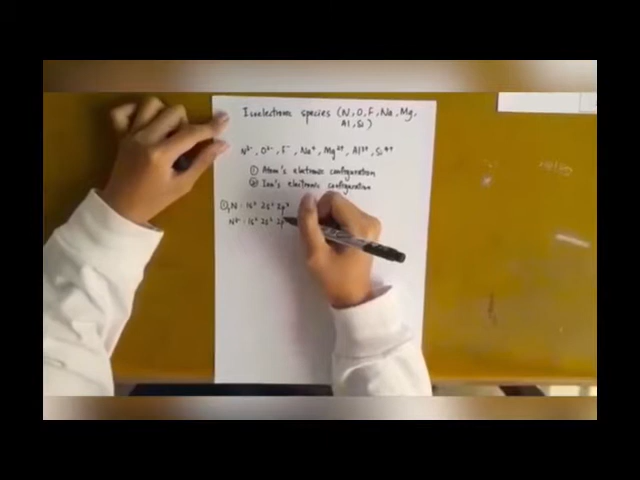 Isoelectronic species (N, O, F, Na, Mg,
Al, Si)
N³⁻, O²⁻, F⁻, Na⁺, Mg²⁺, Al³⁺, Si⁴⁺
① Atom's electronic configuration
② Ion's electronic configuration
①, N : 1s² 2s² 2p³
N³⁻ : 1s² 2s² 2p